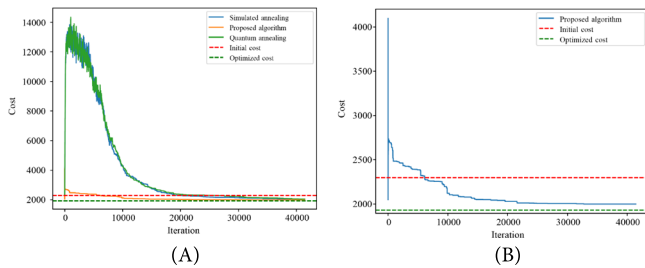 14000
12000
10000
8000
6000
4000
2000
Cost
0
10000
20000
30000
40000
Iteration
Simulated annealing
Proposed algorithm
Quantum annealing
Initial cost
Optimized cost
(A)
4000
3500
3000
2500
2000
Cost
0
10000
20000
30000
40000
Iteration
Proposed algorithm
Initial cost
Optimized cost
(B)